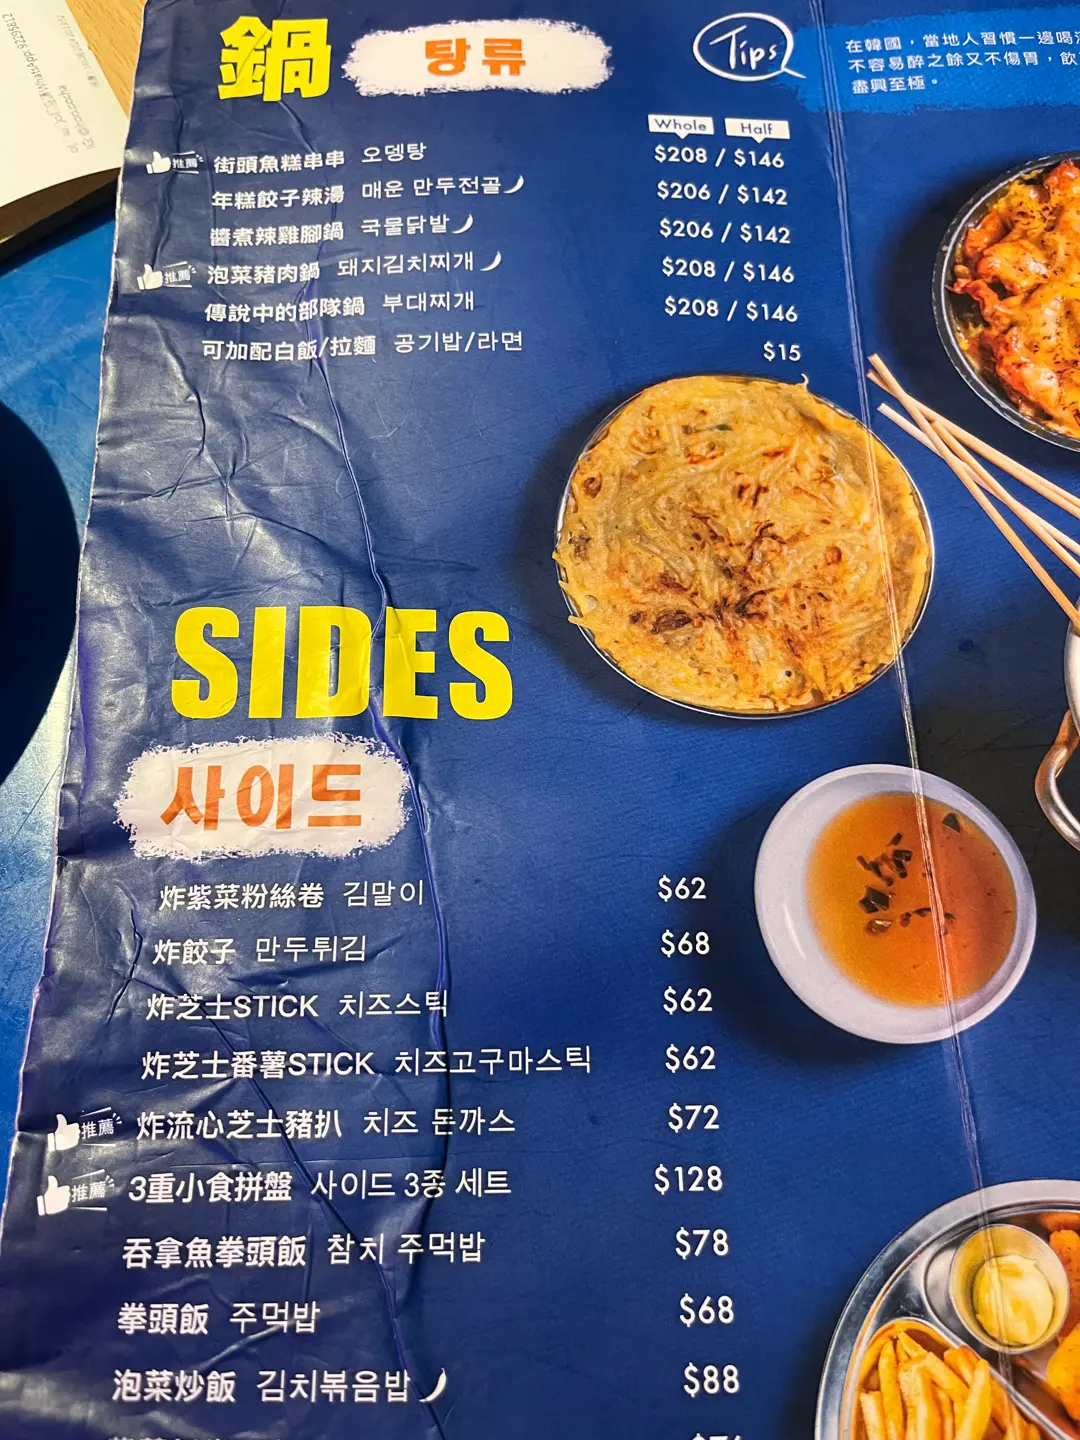 鍋 탕류
Tips
在韓國，當地人習慣一邊喝
不容易醉之餘又不傷胃，飲
盡興至極。
Whole Half
推薦 街頭魚糕串串 오뎅탕 $208 / $146
年糕餃子辣湯 매운 만두전골 $206 / $142
醬煮辣雞腳鍋 국물닭발 $206 / $142
推薦 泡菜豬肉鍋 돼지김치찌개 $208 / $146
傳說中的部隊鍋 부대찌개 $208 / $146
可加配白飯/拉麵 공기밥/라면 $15
SIDES
사이드
炸紫菜粉絲卷 김말이 $62
炸餃子 만두튀김 $68
炸芝士STICK 치즈스틱 $62
炸芝士番薯STICK 치즈고구마스틱 $62
推薦 炸流心芝士豬扒 치즈 돈까스 $72
推薦 3重小食拼盤 사이드 3종 세트 $128
吞拿魚拳頭飯 참치 주먹밥 $78
拳頭飯 주먹밥 $68
泡菜炒飯 김치볶음밥 $88